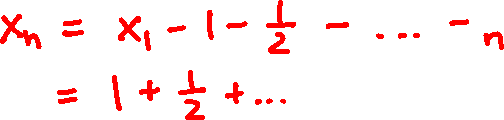 xₙ = x₁ - 1 - 1/2 - ... - ₙ
= 1 + 1/2 + ...